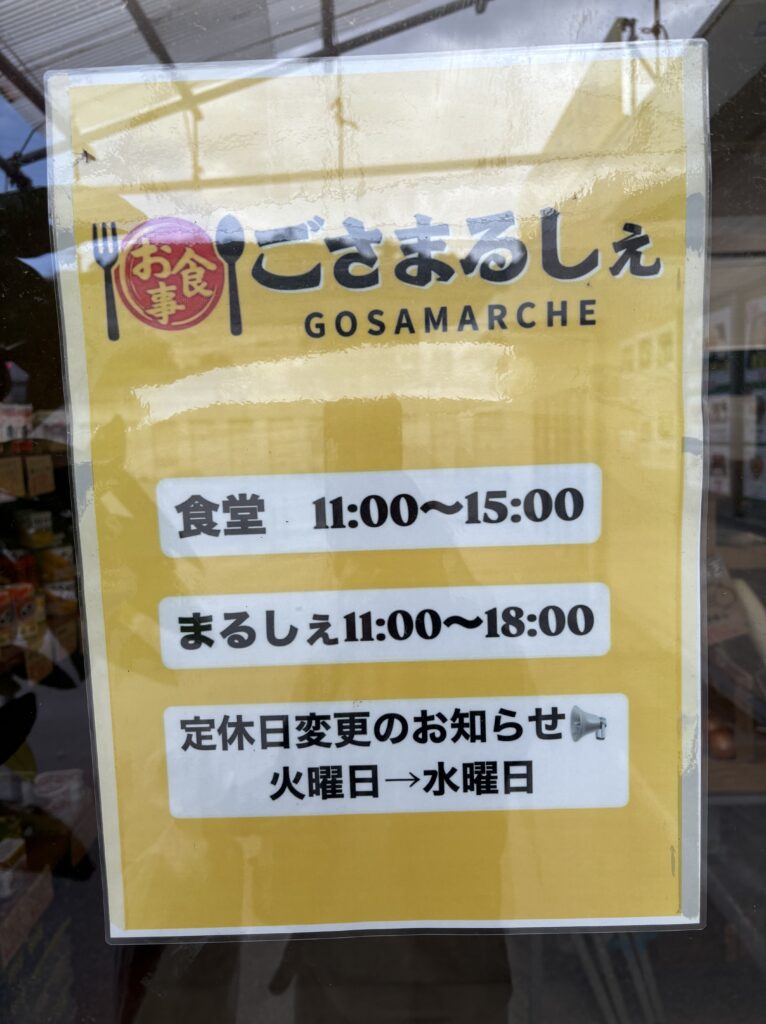 お食事
ごさまるしぇ
GOSAMARCHE
食堂 11:00〜15:00
まるしぇ11:00〜18:00
定休日変更のお知らせ
火曜日→水曜日